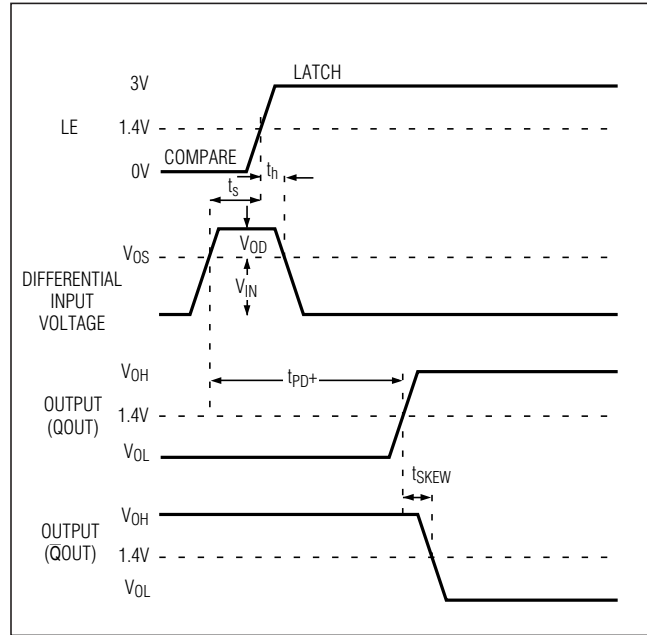 3V
LATCH
LE
1.4V
COMPARE
0V
th
ts
VOD
VOS
VIN
DIFFERENTIAL
INPUT
VOLTAGE
VOH
tPD+
OUTPUT
(QOUT)
1.4V
VOL
tSKEW
VOH
OUTPUT
(Q̅OUT)
1.4V
VOL